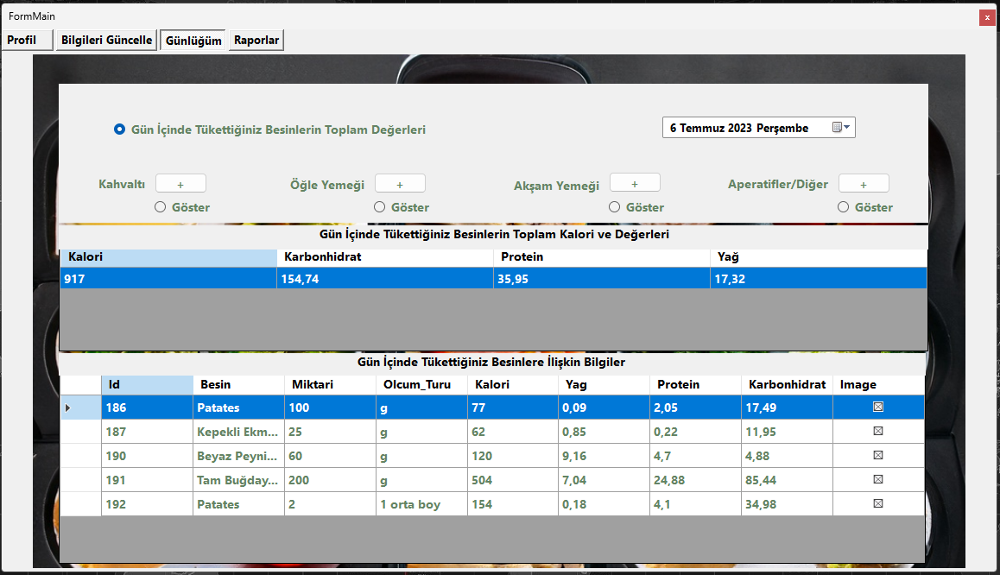 FormMain
x
Profil Bilgileri Güncelle Günlüğüm Raporlar
Gün İçinde Tükettiğiniz Besinlerin Toplam Değerleri
6 Temmuz 2023 Perşembe
Kahvaltı + Öğle Yemeği + Akşam Yemeği + Aperatifler/Diğer +
Göster Göster Göster Göster
Gün İçinde Tükettiğiniz Besinlerin Toplam Kalori ve Değerleri
Kalori Karbonhidrat Protein Yağ
917 154,74 35,95 17,32
Gün İçinde Tükettiğiniz Besinlere İlişkin Bilgiler
Id Besin Miktari Olcum_Turu Kalori Yag Protein Karbonhidrat Image
186 Patates 100 g 77 0,09 2,05 17,49
187 Kepekli Ekm... 25 g 62 0,85 0,22 11,95
190 Beyaz Peyni... 60 g 120 9,16 4,7 4,88
191 Tam Buğday... 200 g 504 7,04 24,88 85,44
192 Patates 2 1 orta boy 154 0,18 4,1 34,98